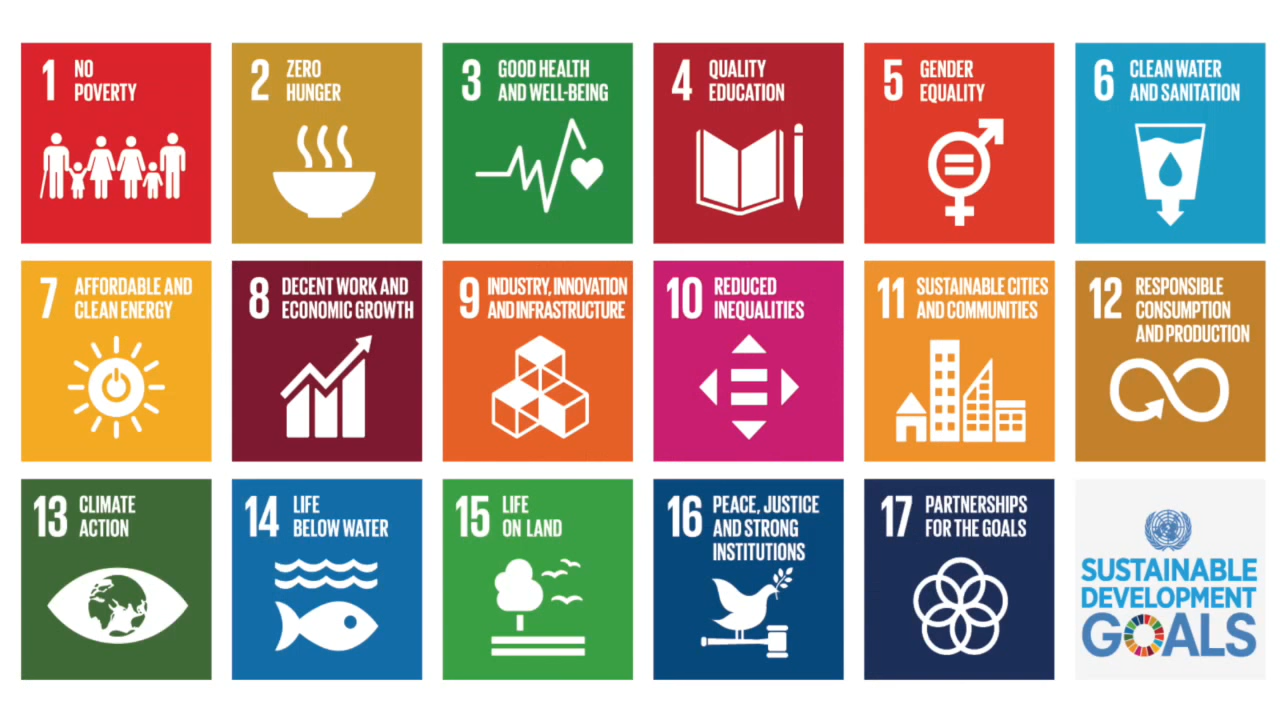 1 NO
POVERTY
2 ZERO
HUNGER
3 GOOD HEALTH
AND WELL-BEING
4 QUALITY
EDUCATION
5 GENDER
EQUALITY
6 CLEAN WATER
AND SANITATION
7 AFFORDABLE AND
CLEAN ENERGY
8 DECENT WORK AND
ECONOMIC GROWTH
9 INDUSTRY, INNOVATION
AND INFRASTRUCTURE
10 REDUCED
INEQUALITIES
11 SUSTAINABLE CITIES
AND COMMUNITIES
12 RESPONSIBLE
CONSUMPTION
AND PRODUCTION
13 CLIMATE
ACTION
14 LIFE
BELOW WATER
15 LIFE
ON LAND
16 PEACE, JUSTICE
AND STRONG
INSTITUTIONS
17 PARTNERSHIPS
FOR THE GOALS
SUSTAINABLE
DEVELOPMENT
GOALS